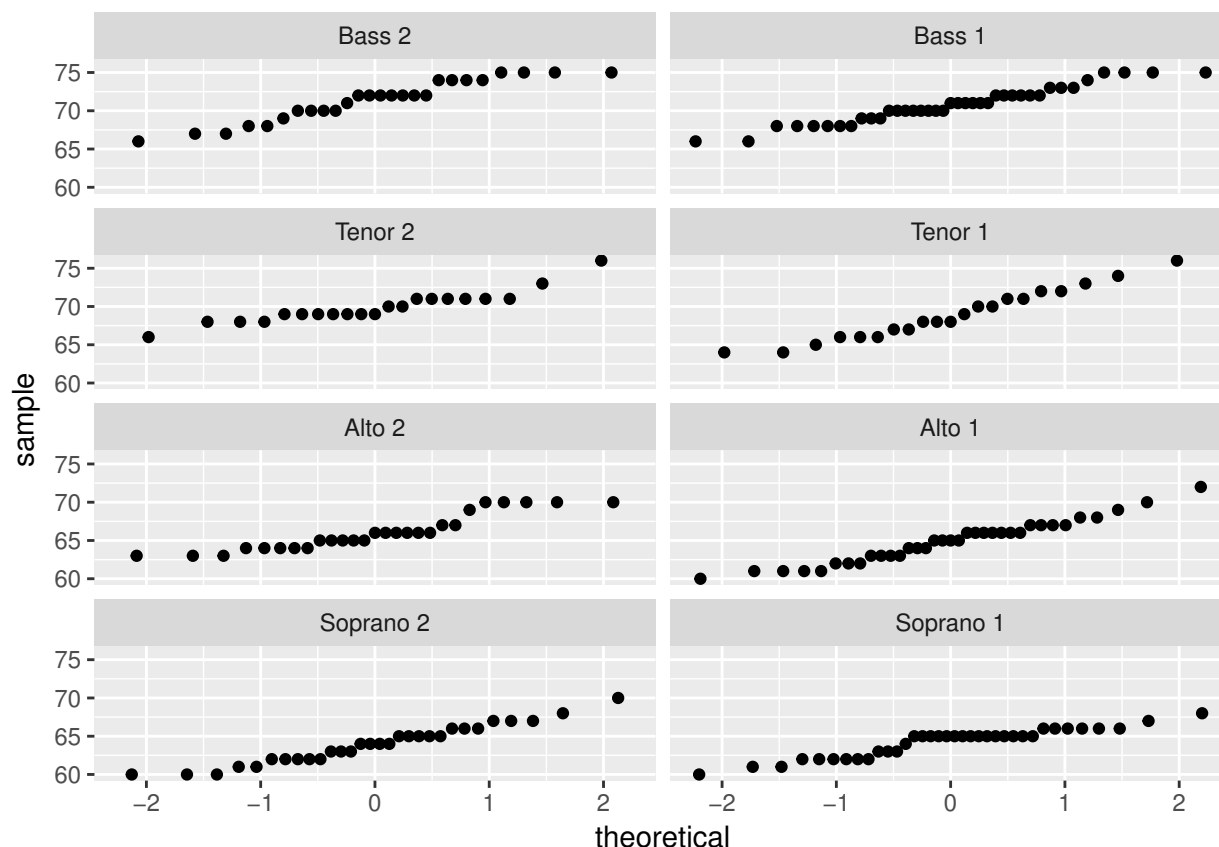 Bass 2
Bass 1
75
70
65
60
Tenor 2
Tenor 1
75
70
65
60
sample
Alto 2
Alto 1
75
70
65
60
Soprano 2
Soprano 1
75
70
65
60
−2 −1 0 1 2
−2 −1 0 1 2
theoretical